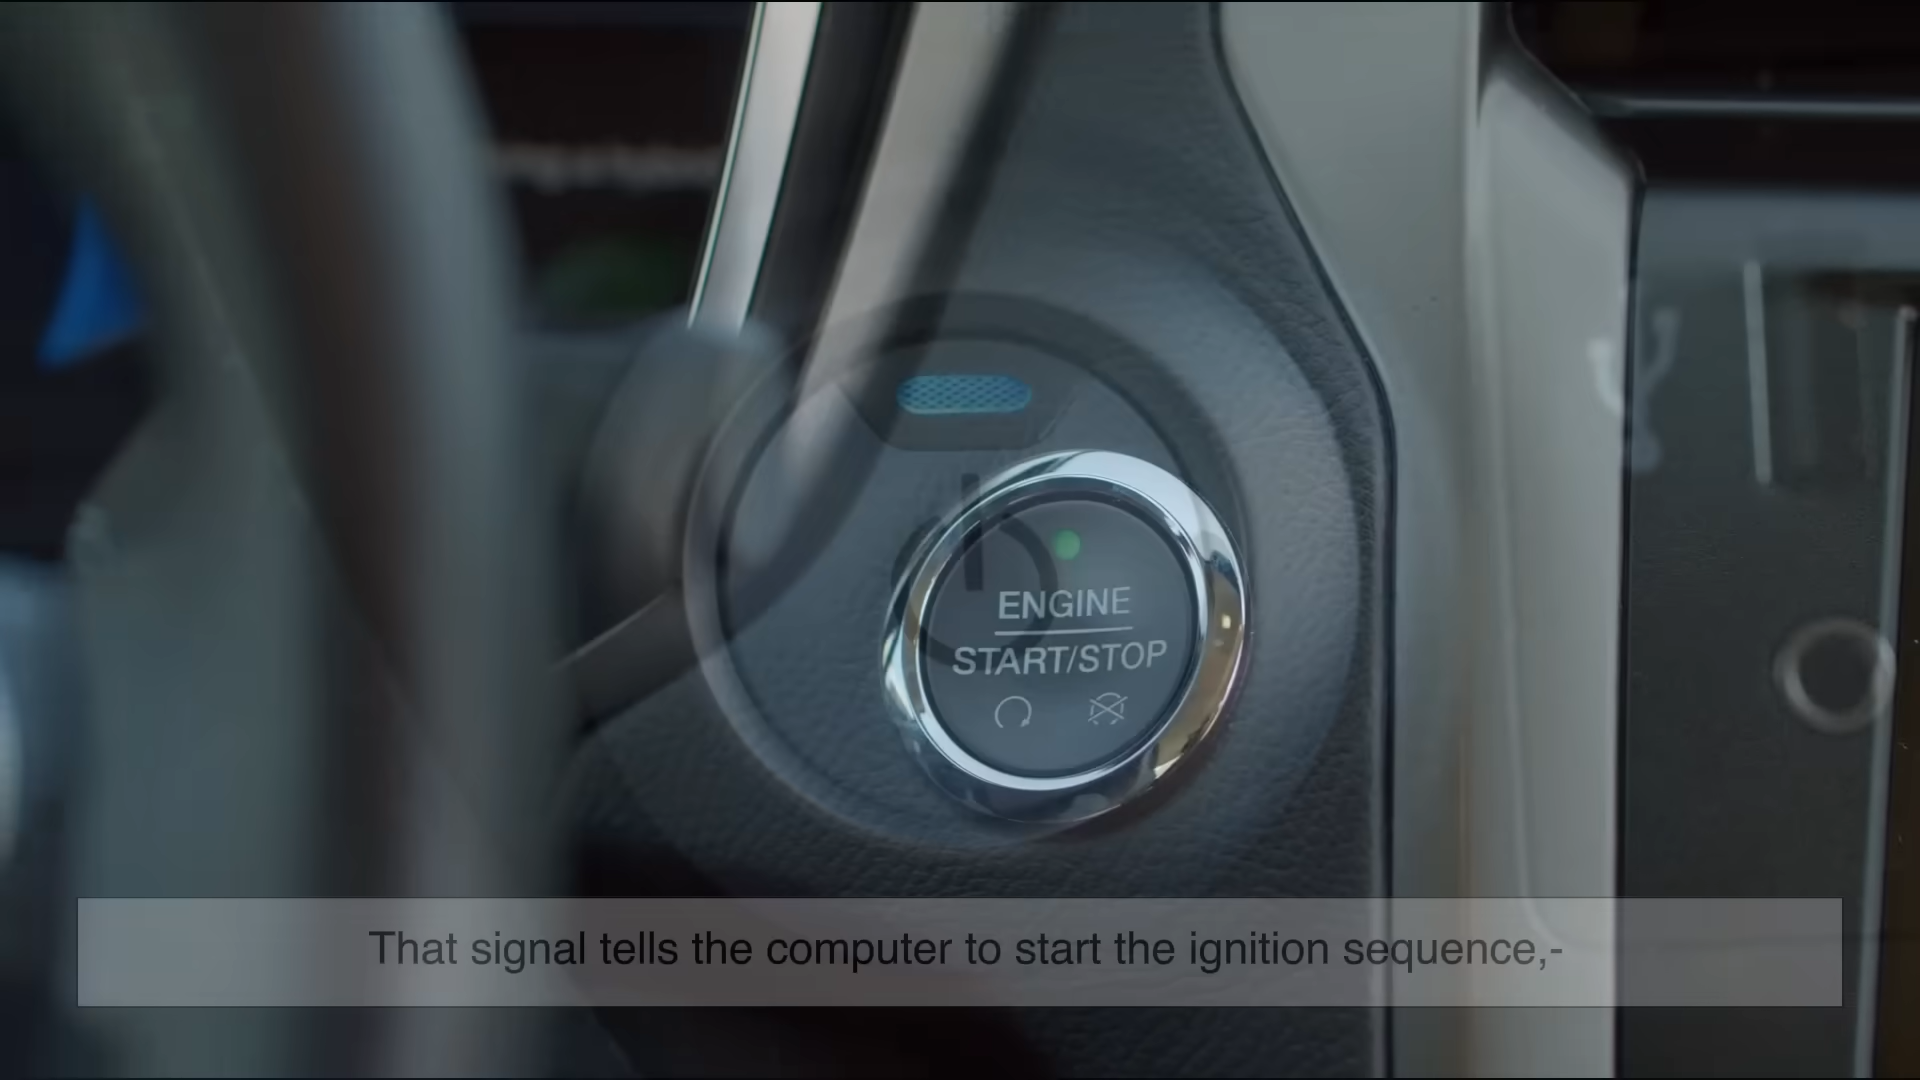 ENGINE
START/STOP
That signal tells the computer to start the ignition sequence,-